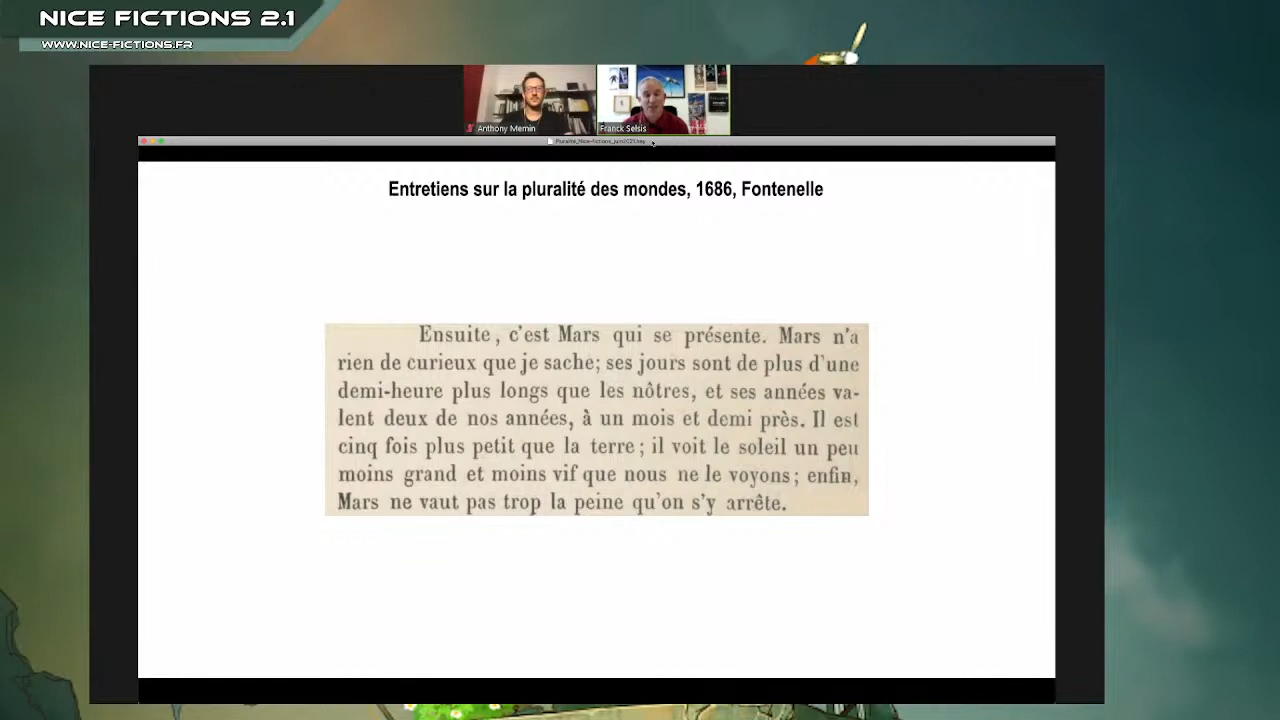 NICE FICTIONS 2.1
WWW.NICE-FICTIONS.FR
Anthony Memin
Franck Selsis
Pluralité_Nice-fictions_juin2021.key
Entretiens sur la pluralité des mondes, 1686, Fontenelle
Ensuite, c'est Mars qui se présente. Mars n'a
rien de curieux que je sache; ses jours sont de plus d'une
demi-heure plus longs que les nôtres, et ses années va-
lent deux de nos années, à un mois et demi près. Il est
cinq fois plus petit que la terre; il voit le soleil un peu
moins grand et moins vif que nous ne le voyons; enfin,
Mars ne vaut pas trop la peine qu'on s'y arrête.